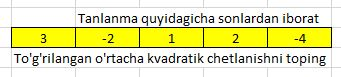 Tanlanma quyidagicha sonlardan iborat
3 -2 1 2 -4
To'g'rilangan o'rtacha kvadratik chetlanishni toping